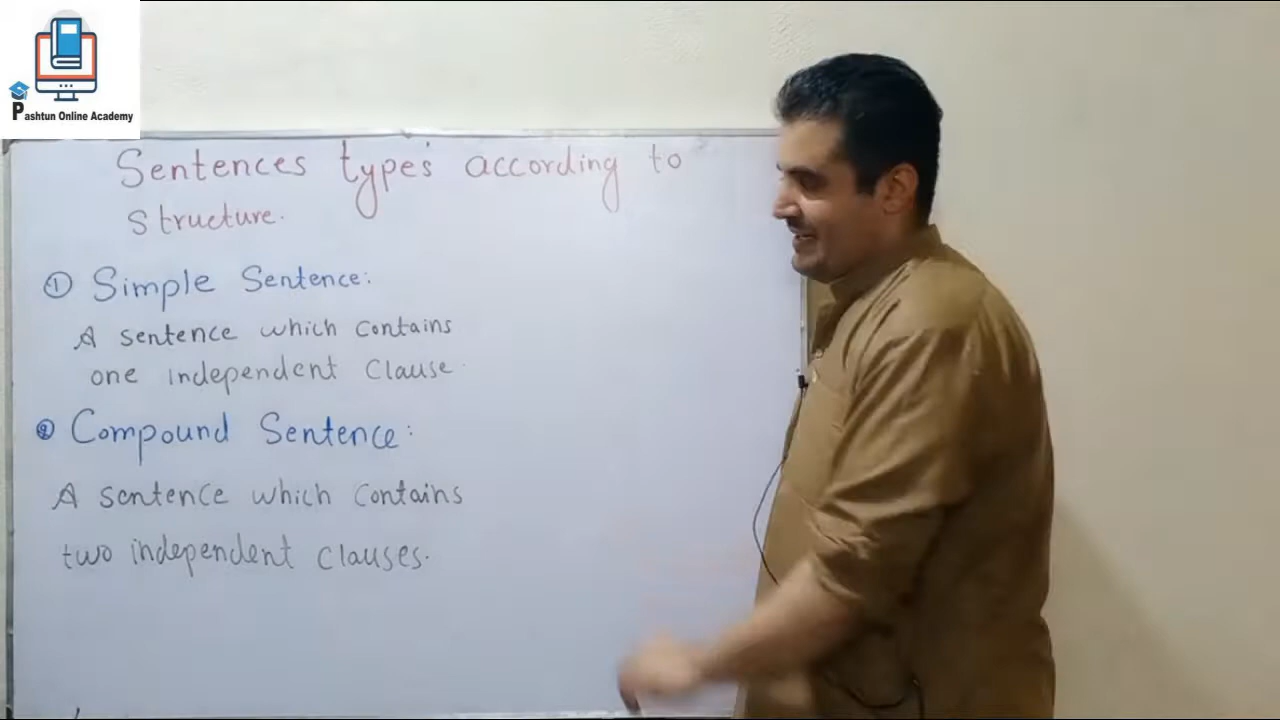 Pashtun Online Academy
Sentences type's according to
Structure.
① Simple Sentence:
A sentence which contains
one independent Clause.
② Compound Sentence:
A sentence which contains
two independent clauses.